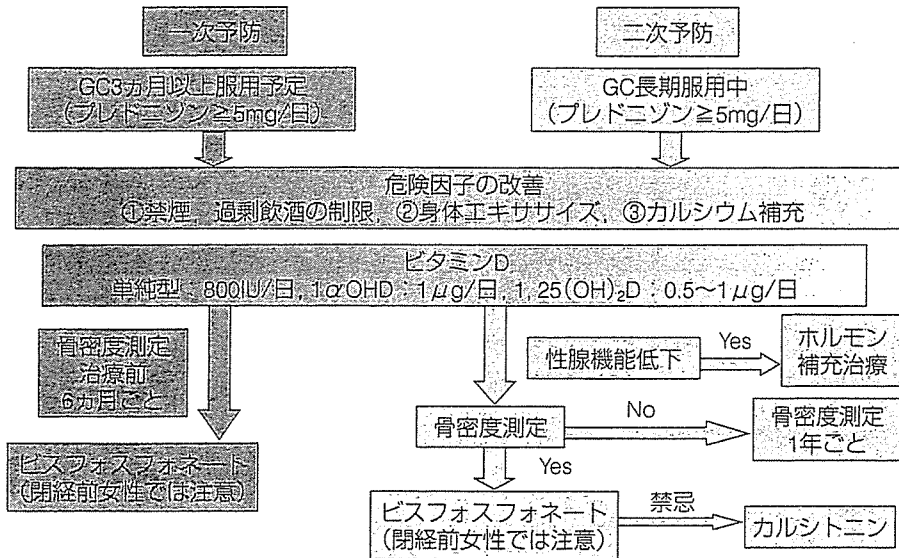 一次予防
二次予防
GC3ヵ月以上服用予定
(プレドニゾン≧5mg/日)
GC長期服用中
(プレドニゾン≧5mg/日)
危険因子の改善
①禁煙,過剰飲酒の制限,②身体エキササイズ,③カルシウム補充
ビタミンD
単純型:800IU/日,1αOHD:1μg/日,1,25(OH)₂D:0.5~1μg/日
骨密度測定
治療前
6ヵ月ごと
性腺機能低下
Yes
ホルモン
補充治療
骨密度測定
No
骨密度測定
1年ごと
Yes
ビスフォスフォネート
(閉経前女性では注意)
ビスフォスフォネート
(閉経前女性では注意)
禁忌
カルシトニン